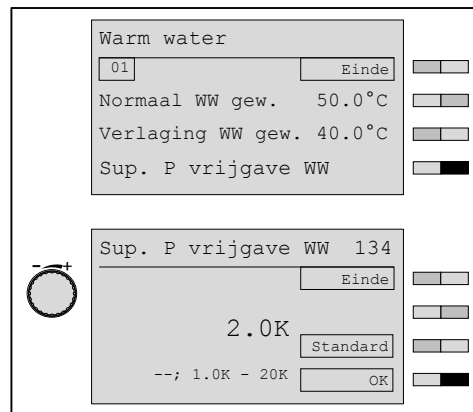 Warm water
01 Einde
Normaal WW gew. 50.0°C
Verlaging WW gew. 40.0°C
Sup. P vrijgave WW
Sup. P vrijgave WW 134
Einde
2.0K
Standard
--; 1.0K - 20K OK
- +